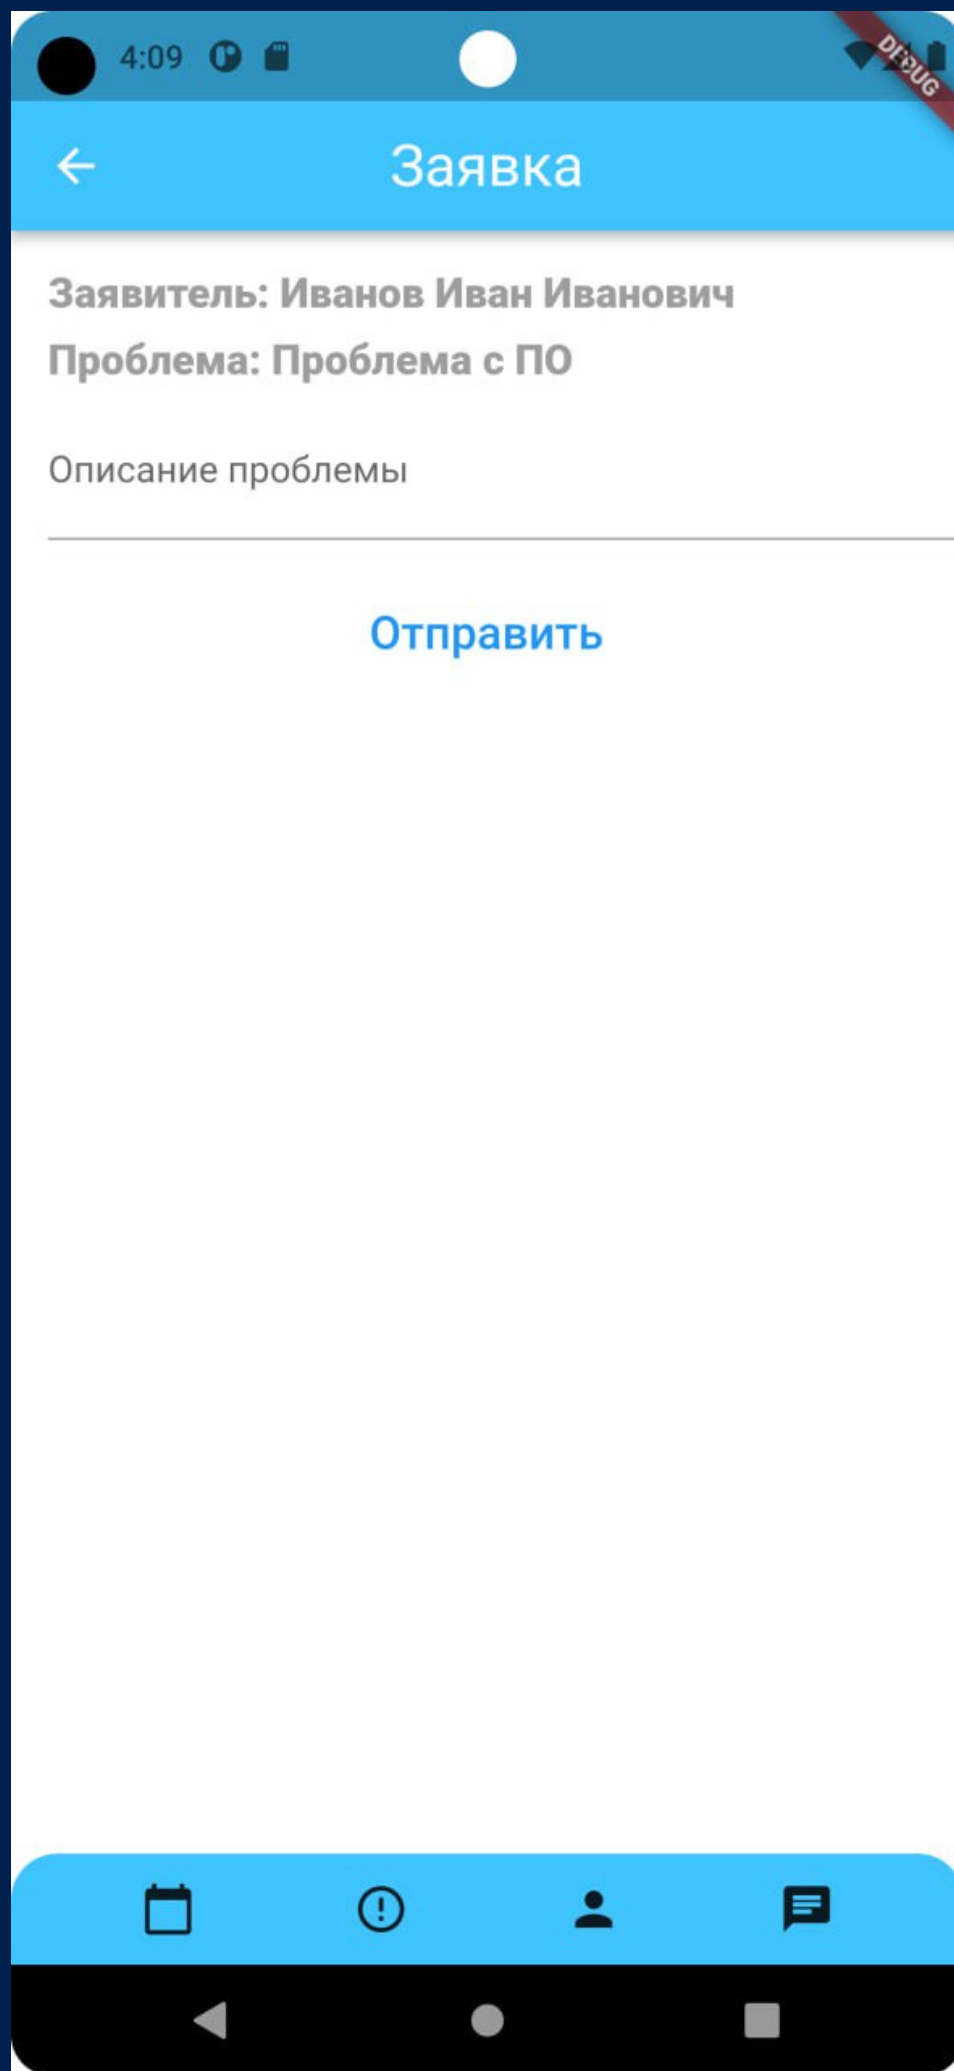 4:09
DEBUG
Заявка
Заявитель: Иванов Иван Иванович
Проблема: Проблема с ПО
Описание проблемы
Отправить